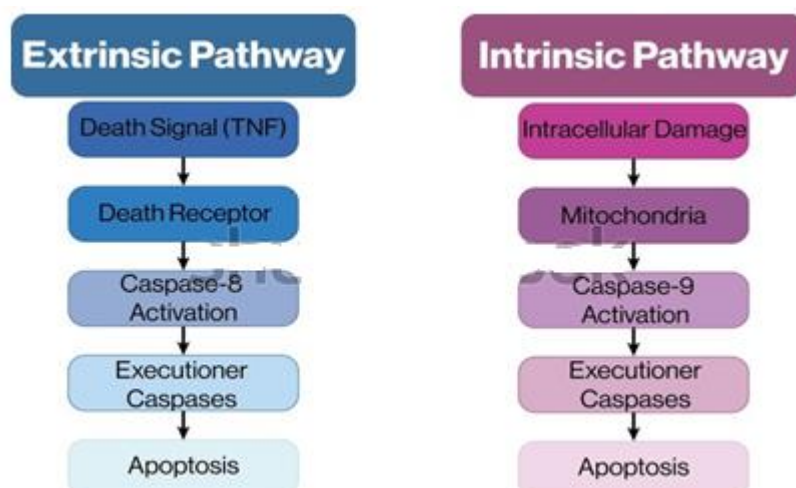 Extrinsic Pathway
Death Signal (TNF)
Death Receptor
Caspase-8
Activation
Executioner
Caspases
Apoptosis
Intrinsic Pathway
Intracellular Damage
Mitochondria
Caspase-9
Activation
Executioner
Caspases
Apoptosis